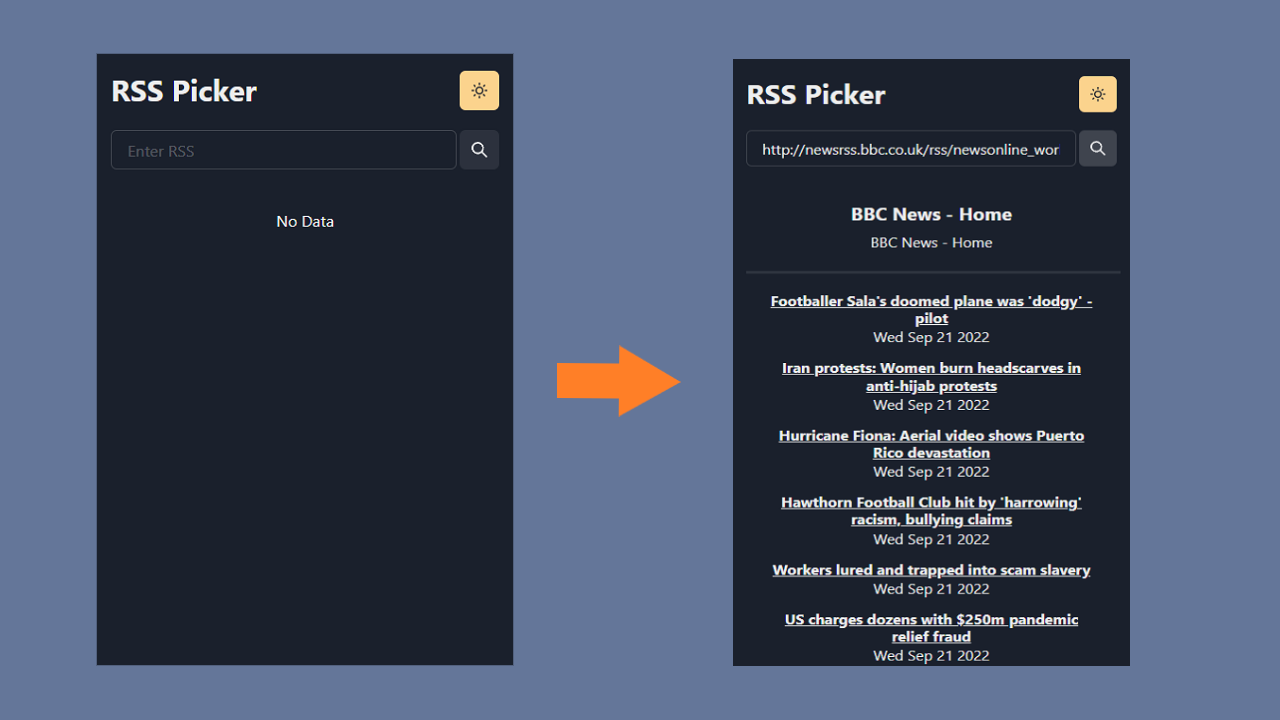 RSS Picker
Enter RSS
No Data
RSS Picker
http://newsrss.bbc.co.uk/rss/newsonline_wor
BBC News - Home
BBC News - Home
Footballer Sala's doomed plane was 'dodgy' -
pilot
Wed Sep 21 2022
Iran protests: Women burn headscarves in
anti-hijab protests
Wed Sep 21 2022
Hurricane Fiona: Aerial video shows Puerto
Rico devastation
Wed Sep 21 2022
Hawthorn Football Club hit by 'harrowing'
racism, bullying claims
Wed Sep 21 2022
Workers lured and trapped into scam slavery
Wed Sep 21 2022
US charges dozens with $250m pandemic
relief fraud
Wed Sep 21 2022